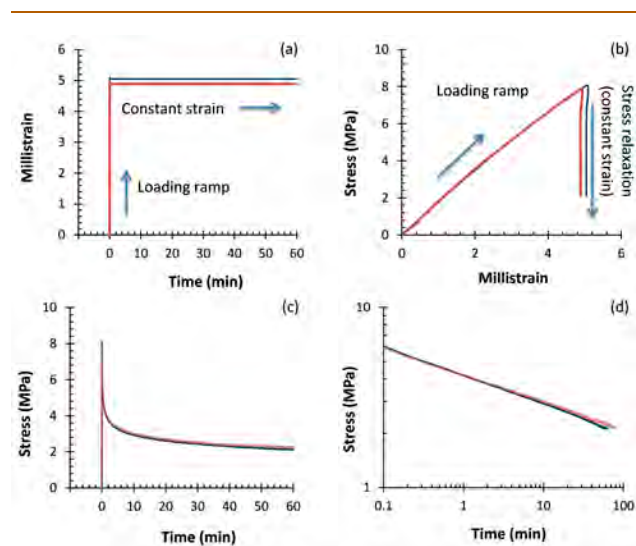 (a)
6
5
4
3
2
1
0
Millistrain
Constant strain
Loading ramp
0 10 20 30 40 50 60
Time (min)
(b)
10
8
6
4
2
0
Stress (MPa)
Loading ramp
Stress relaxation
(constant strain)
0 2 4 6
Millistrain
(c)
10
8
6
4
2
0
Stress (MPa)
0 10 20 30 40 50 60
Time (min)
(d)
10
1
Stress (MPa)
0.1 1 10 100
Time (min)